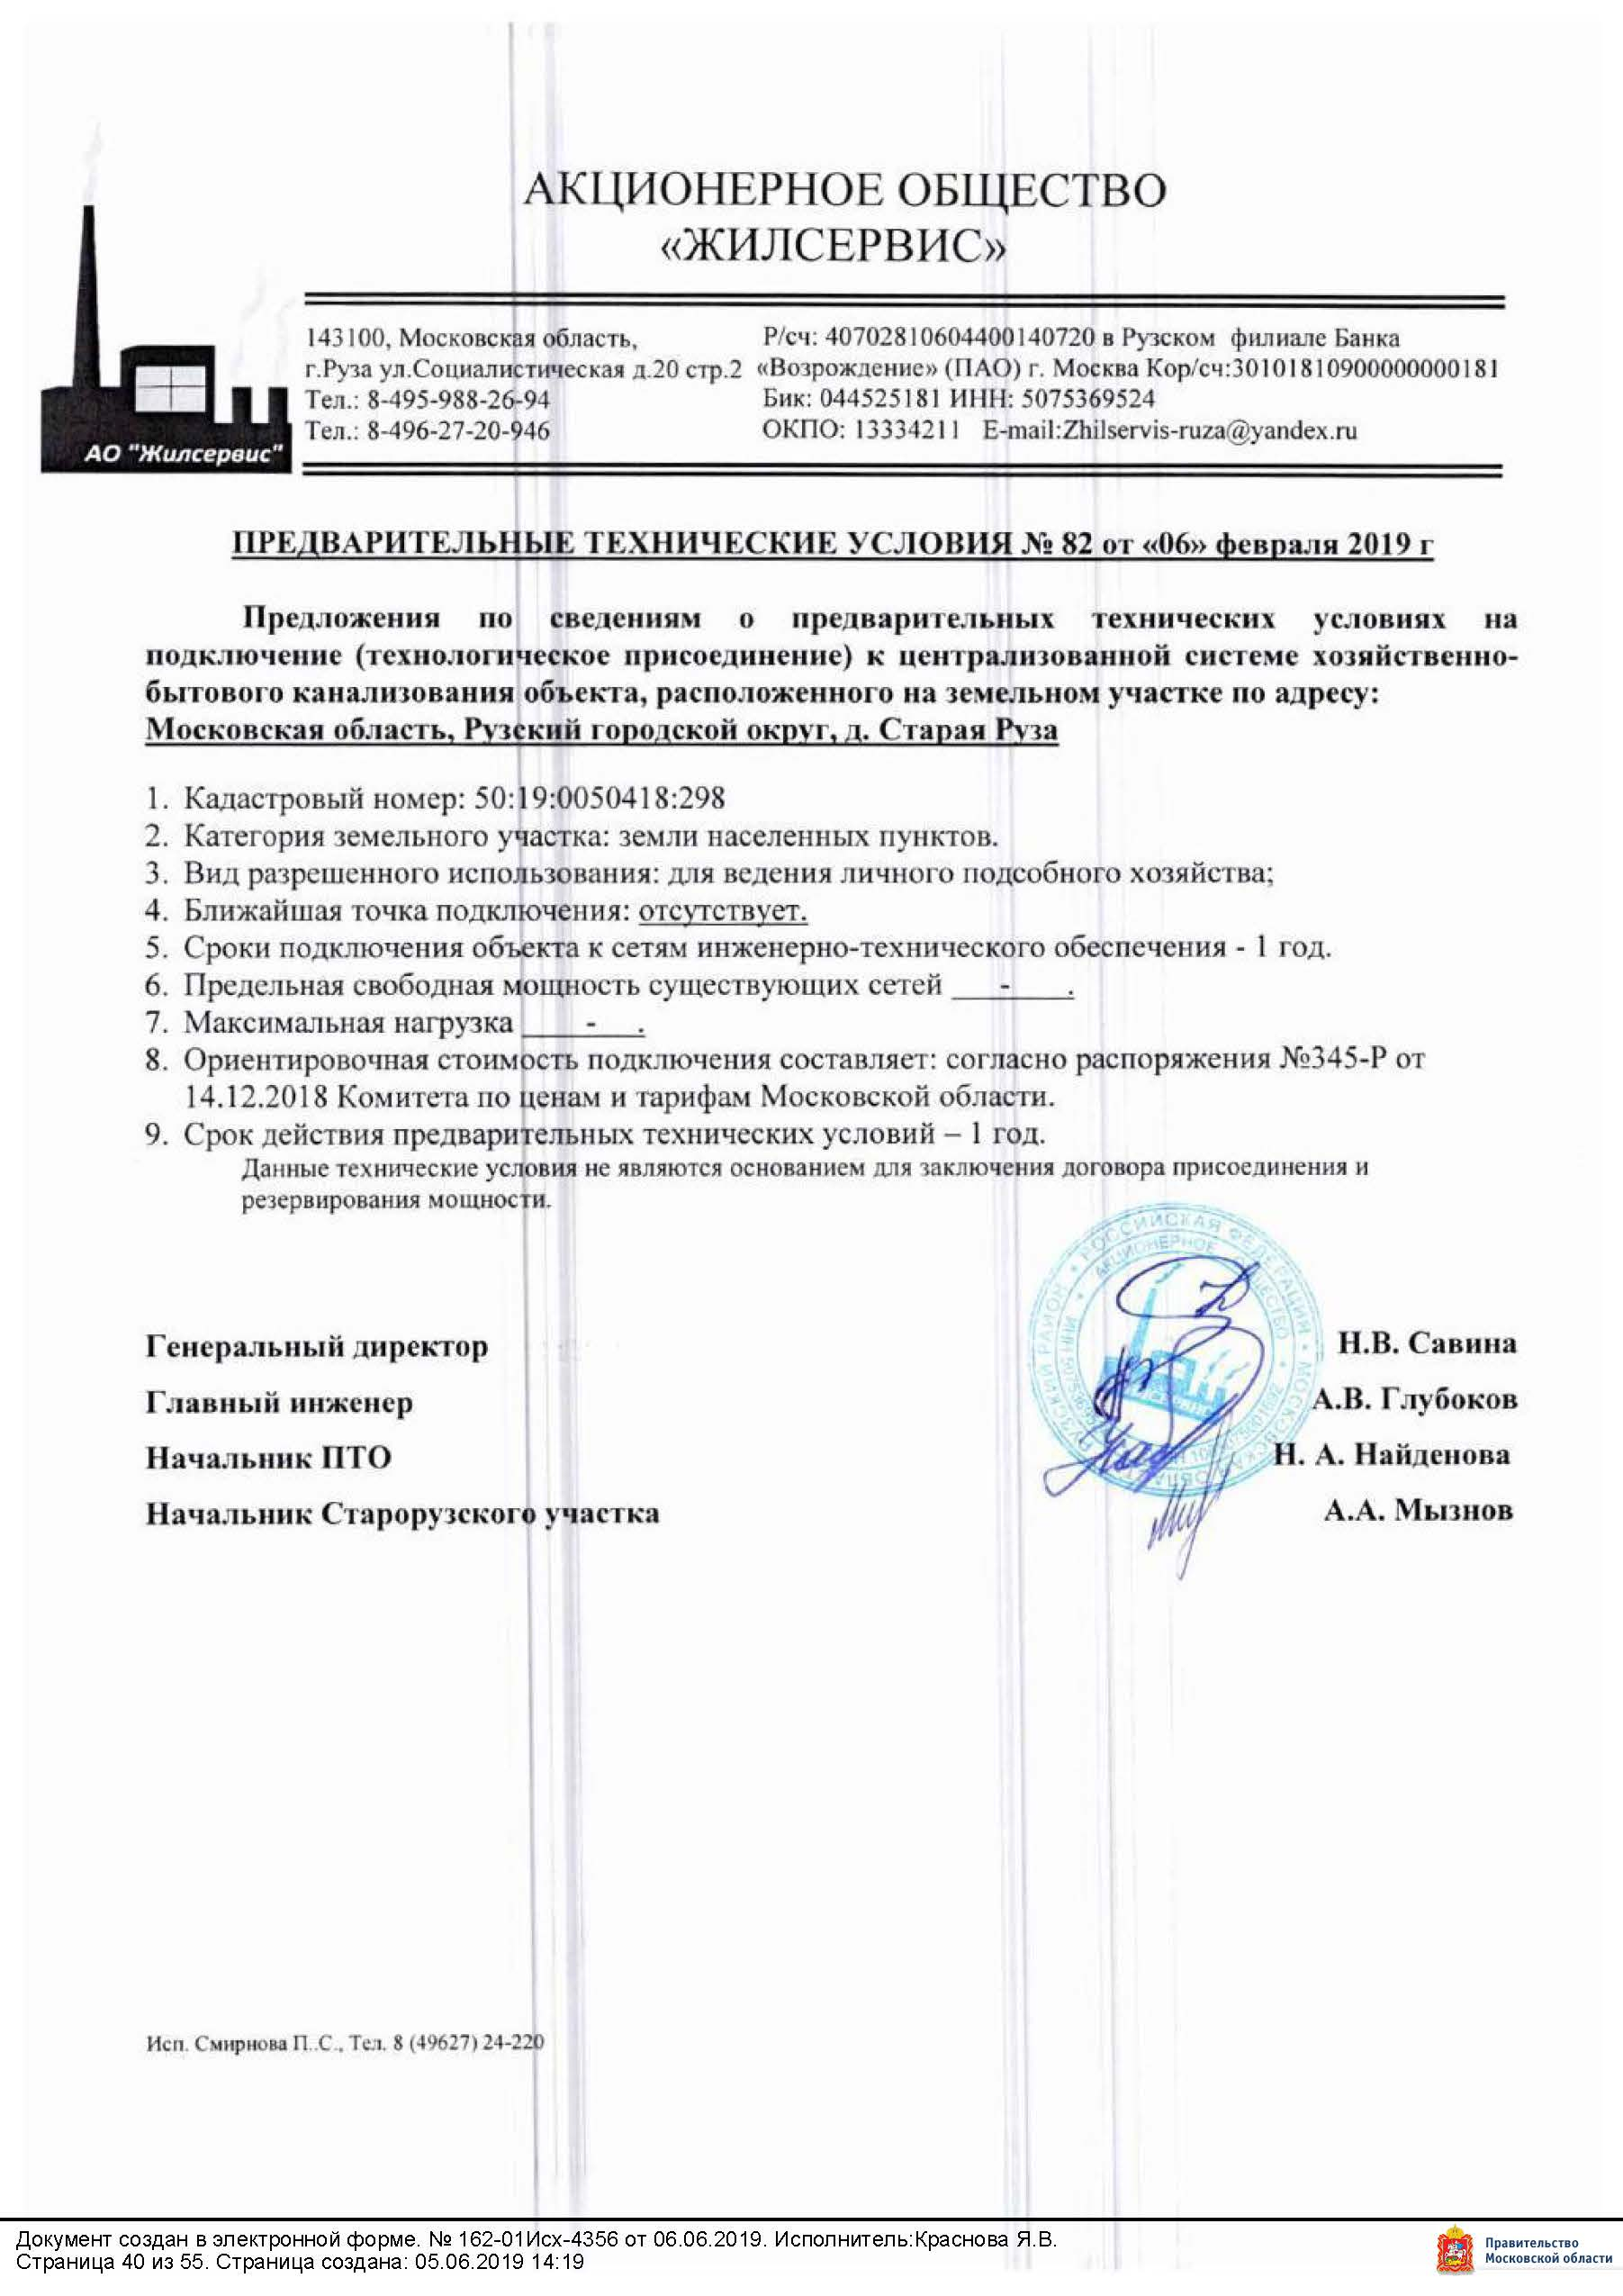 АКЦИОНЕРНОЕ ОБЩЕСТВО
«ЖИЛСЕРВИС»
АО "Жилсервис"
143100, Московская область,
г.Руза ул.Социалистическая д.20 стр.2
Тел.: 8-495-988-26-94
Тел.: 8-496-27-20-946
Р/сч: 40702810604400140720 в Рузском филиале Банка
«Возрождение» (ПАО) г. Москва Кор/сч:30101810900000000181
Бик: 044525181 ИНН: 5075369524
ОКПО: 13334211 E-mail:Zhilservis-ruza@yandex.ru
ПРЕДВАРИТЕЛЬНЫЕ ТЕХНИЧЕСКИЕ УСЛОВИЯ № 82 от «06» февраля 2019 г
Предложения по сведениям о предварительных технических условиях на
подключение (технологическое присоединение) к централизованной системе хозяйственно-
бытового канализования объекта, расположенного на земельном участке по адресу:
Московская область, Рузский городской округ, д. Старая Руза
1. Кадастровый номер: 50:19:0050418:298
2. Категория земельного участка: земли населенных пунктов.
3. Вид разрешенного использования: для ведения личного подсобного хозяйства;
4. Ближайшая точка подключения: отсутствует.
5. Сроки подключения объекта к сетям инженерно-технического обеспечения - 1 год.
6. Предельная свободная мощность существующих сетей ___-___.
7. Максимальная нагрузка ____-__.
8. Ориентировочная стоимость подключения составляет: согласно распоряжения №345-Р от
14.12.2018 Комитета по ценам и тарифам Московской области.
9. Срок действия предварительных технических условий – 1 год.
Данные технические условия не являются основанием для заключения договора присоединения и
резервирования мощности.
РОССИЙСКАЯ ФЕДЕРАЦИЯ • МОСКОВСКАЯ ОБЛАСТЬ • РУЗСКИЙ РАЙОН
АКЦИОНЕРНОЕ ОБЩЕСТВО
Генеральный директор Н.В. Савина
Главный инженер А.В. Глубоков
Начальник ПТО Н. А. Найденова
Начальник Старорузского участка А.А. Мызнов
Исп. Смирнова П..С., Тел. 8 (49627) 24-220
Документ создан в электронной форме. № 162-01Исх-4356 от 06.06.2019. Исполнитель:Краснова Я.В.
Страница 40 из 55. Страница создана: 05.06.2019 14:19
Правительство
Московской области